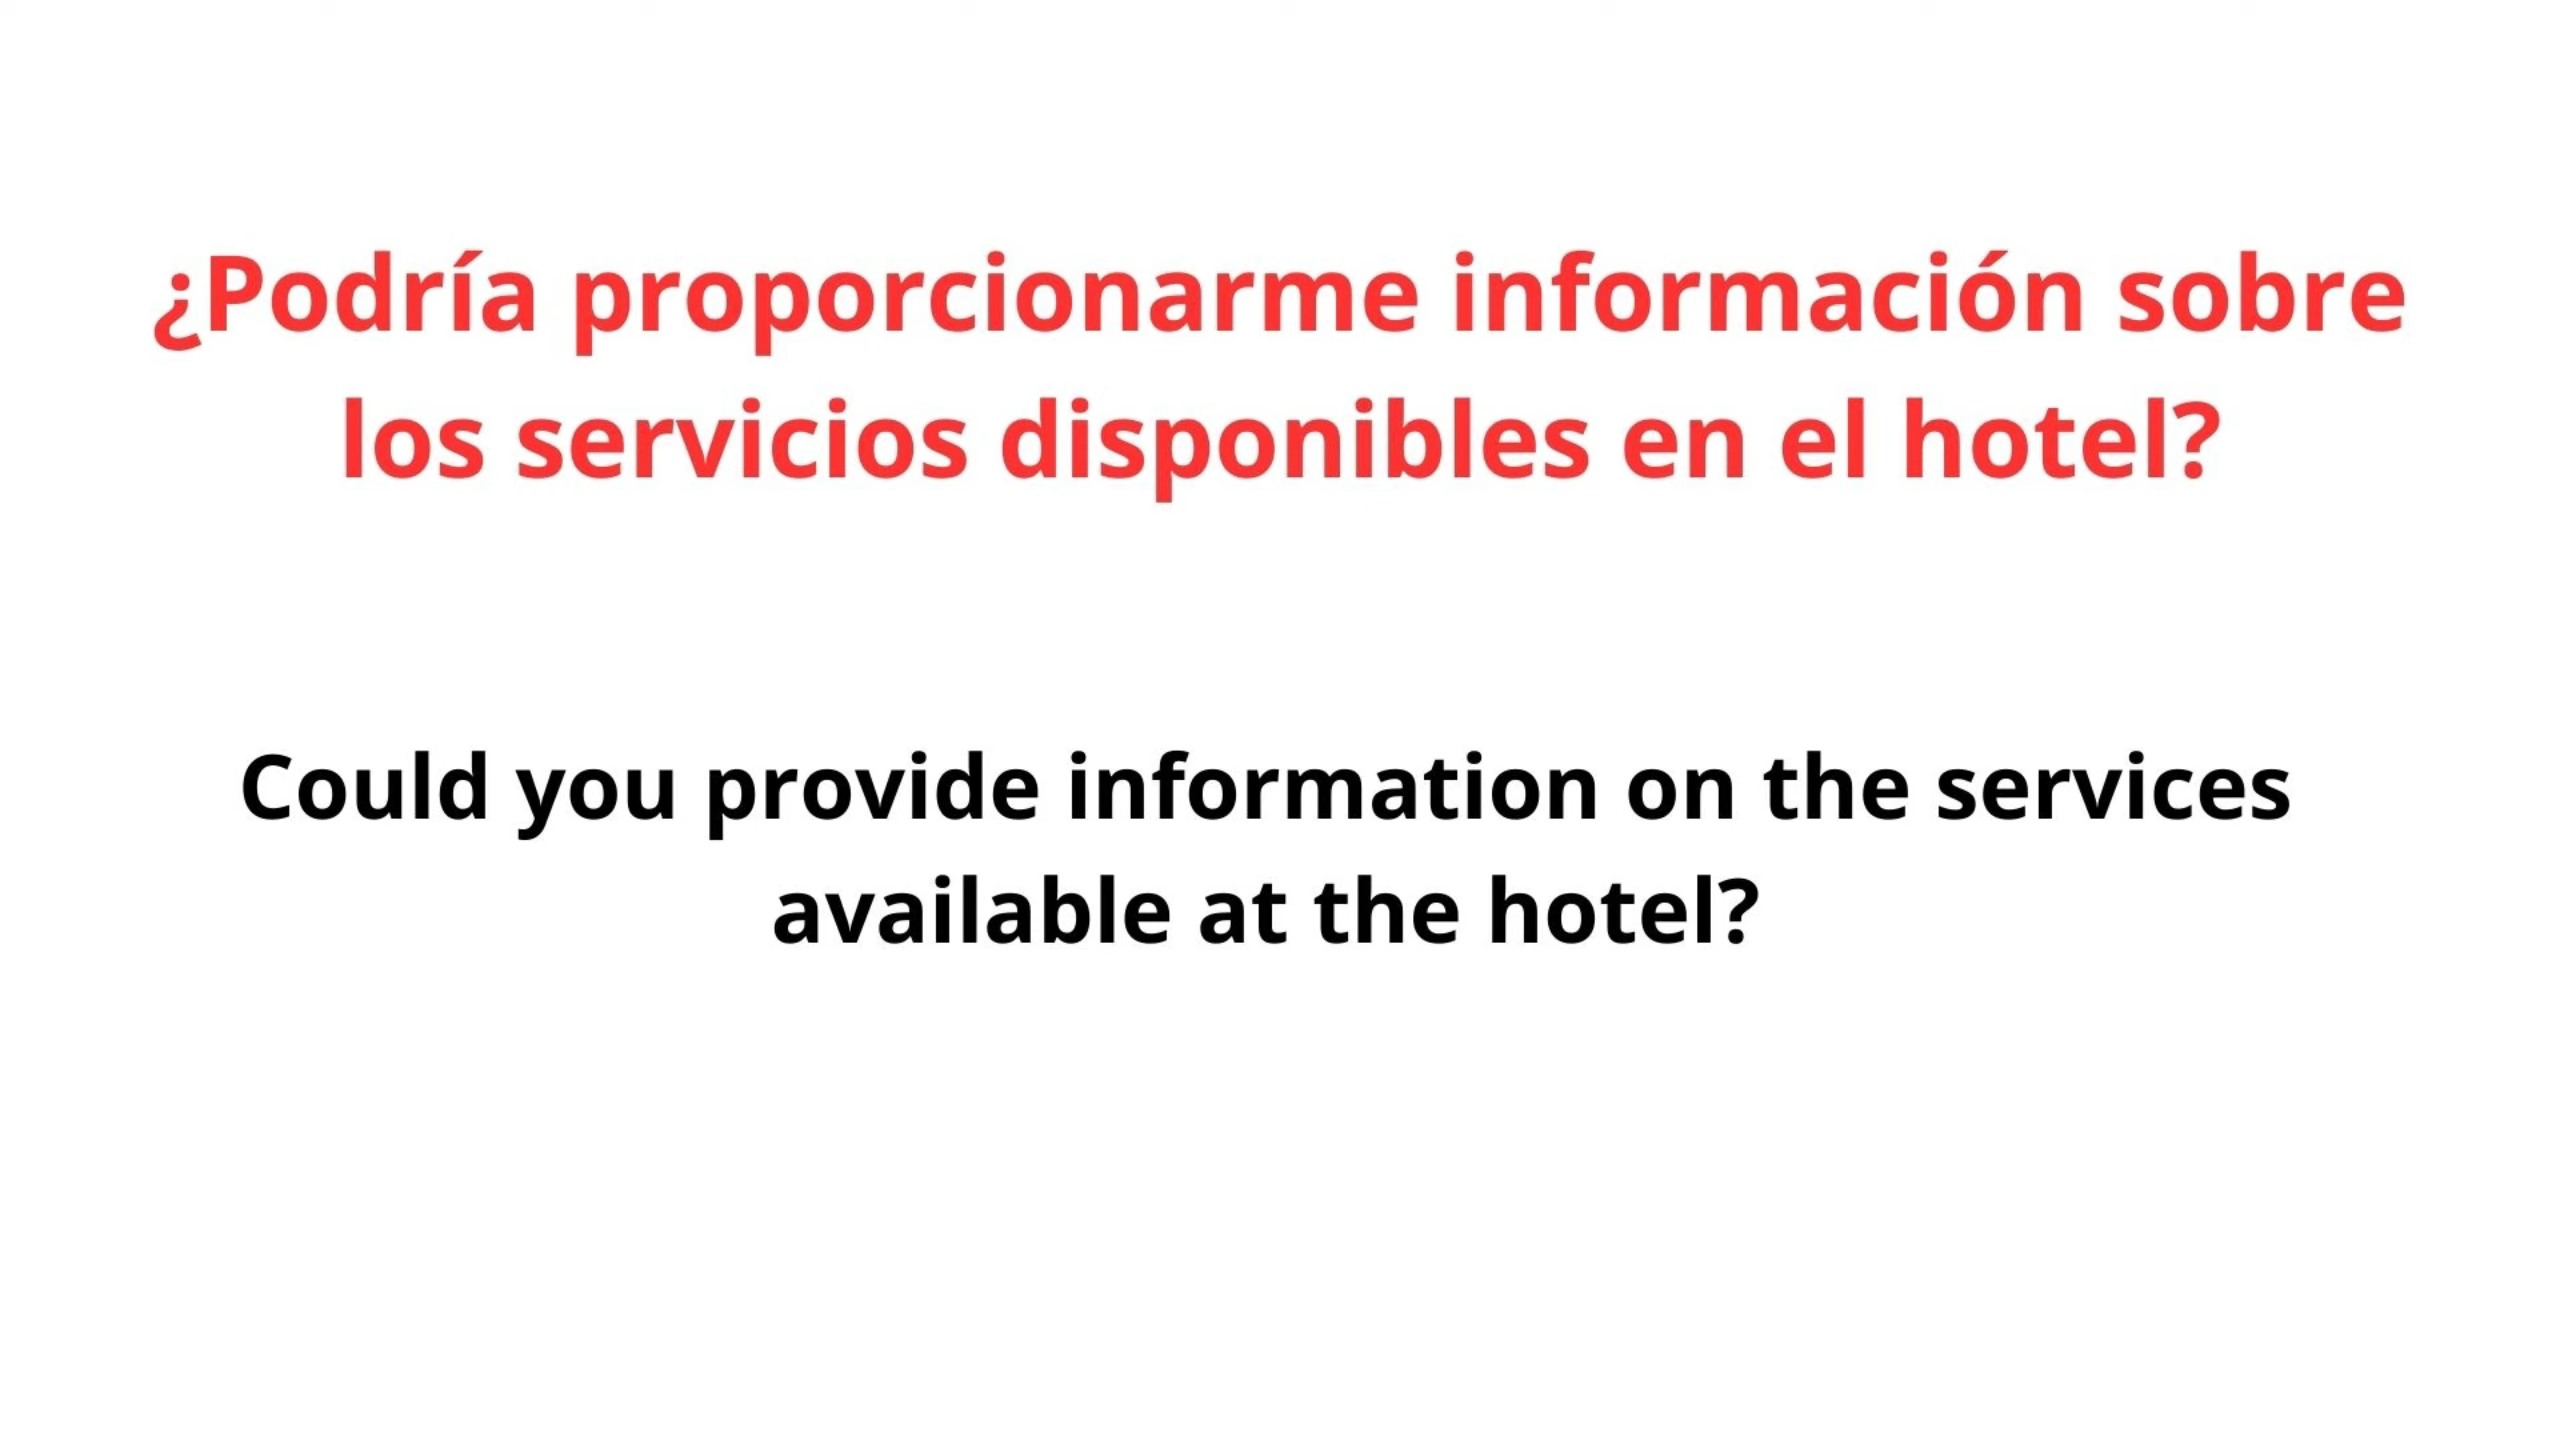 ¿Podría proporcionarme información sobre
los servicios disponibles en el hotel?
Could you provide information on the services
available at the hotel?